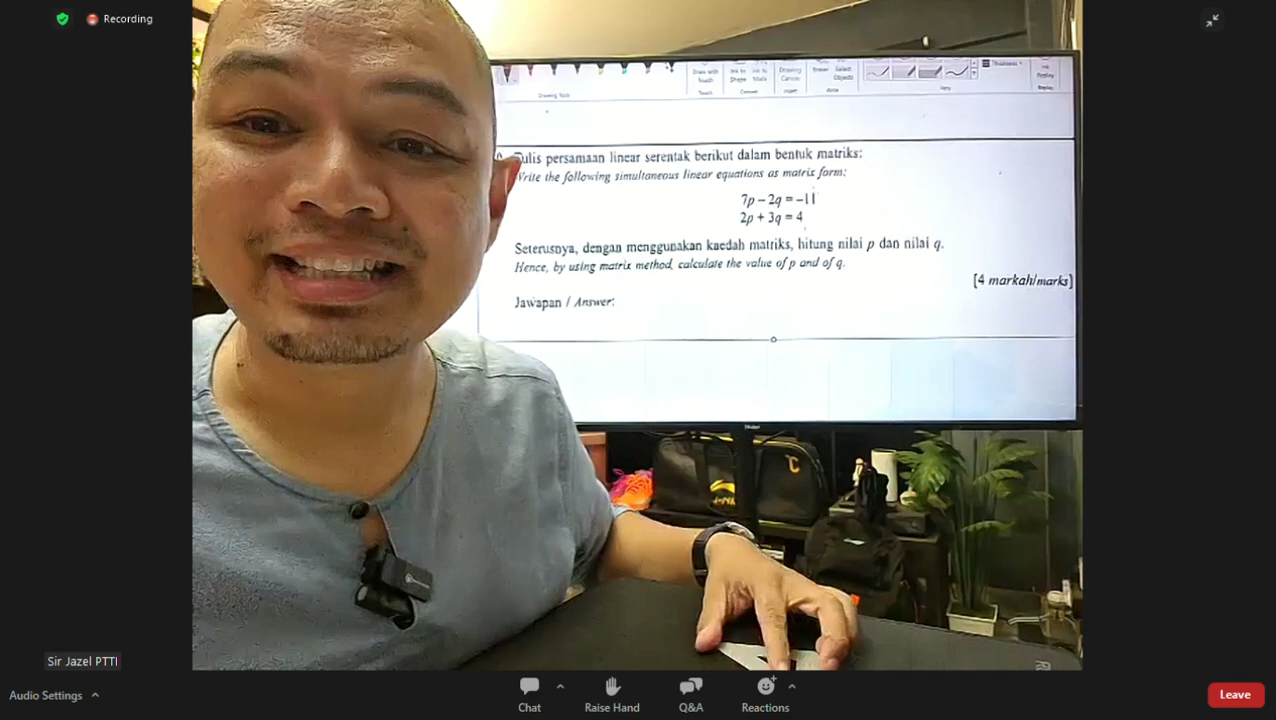 Recording
Drawing Tools
Tulis persamaan linear serentak berikut dalam bentuk matriks:
Write the following simultaneous linear equations as matrix form:
7p – 2q = –11
2p + 3q = 4
Seterusnya, dengan menggunakan kaedah matriks, hitung nilai p dan nilai q.
Hence, by using matrix method, calculate the value of p and of q.
[4 markah/marks]
Jawapan / Answer:
Sir Jazel PTTI
Audio Settings
Chat
Raise Hand
Q&A
Reactions
Leave